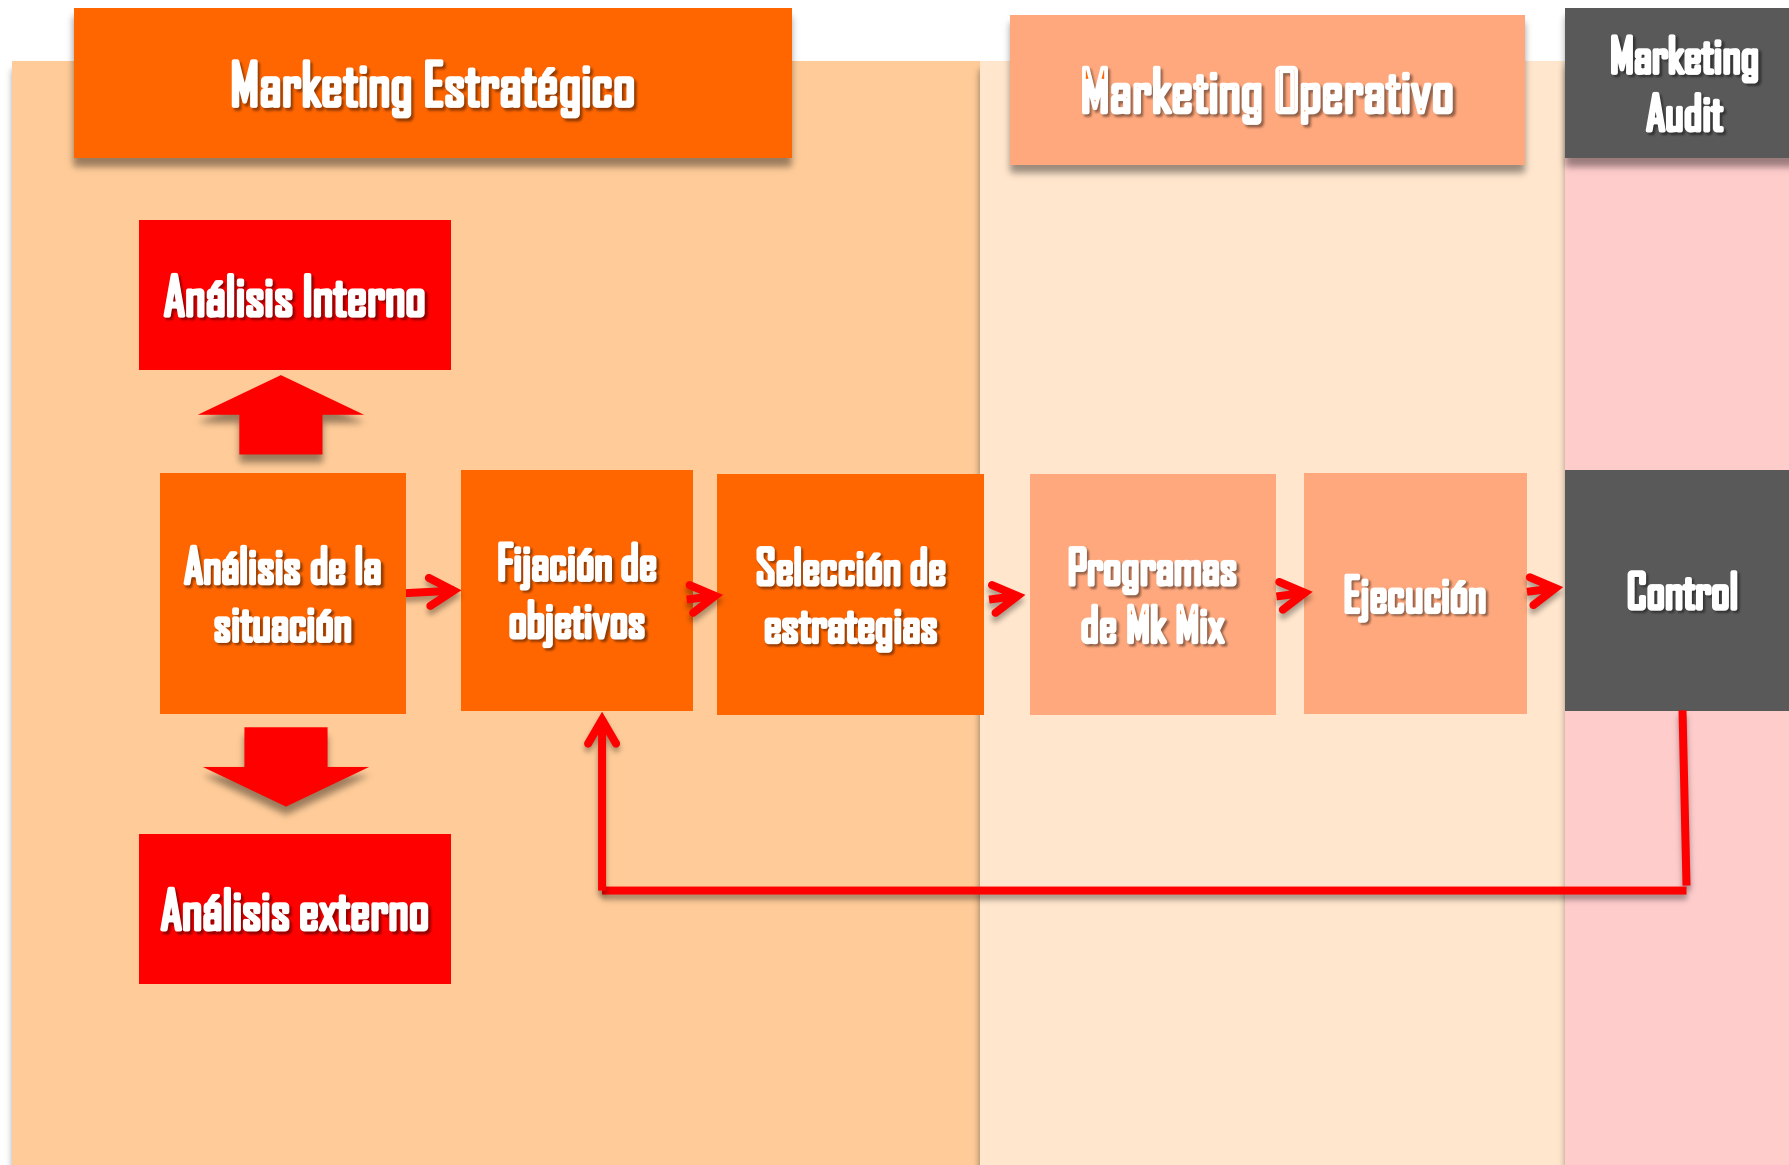 Marketing Estratégico
Marketing Operativo
Marketing
Audit
Análisis Interno
Análisis de la
situación
Fijación de
objetivos
Selección de
estrategias
Programas
de Mk Mix
Ejecución
Control
Análisis externo